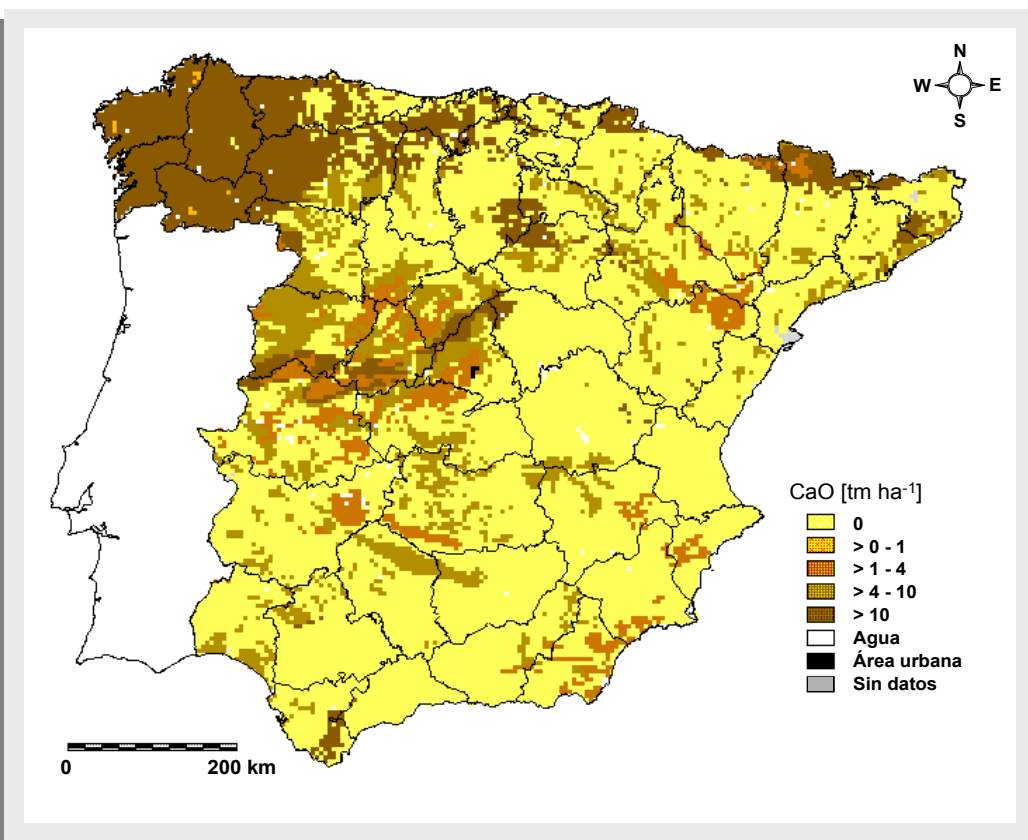 N
W E
S
CaO [tm ha-1]
0
> 0 - 1
> 1 - 4
> 4 - 10
> 10
Agua
Área urbana
Sin datos
0 200 km